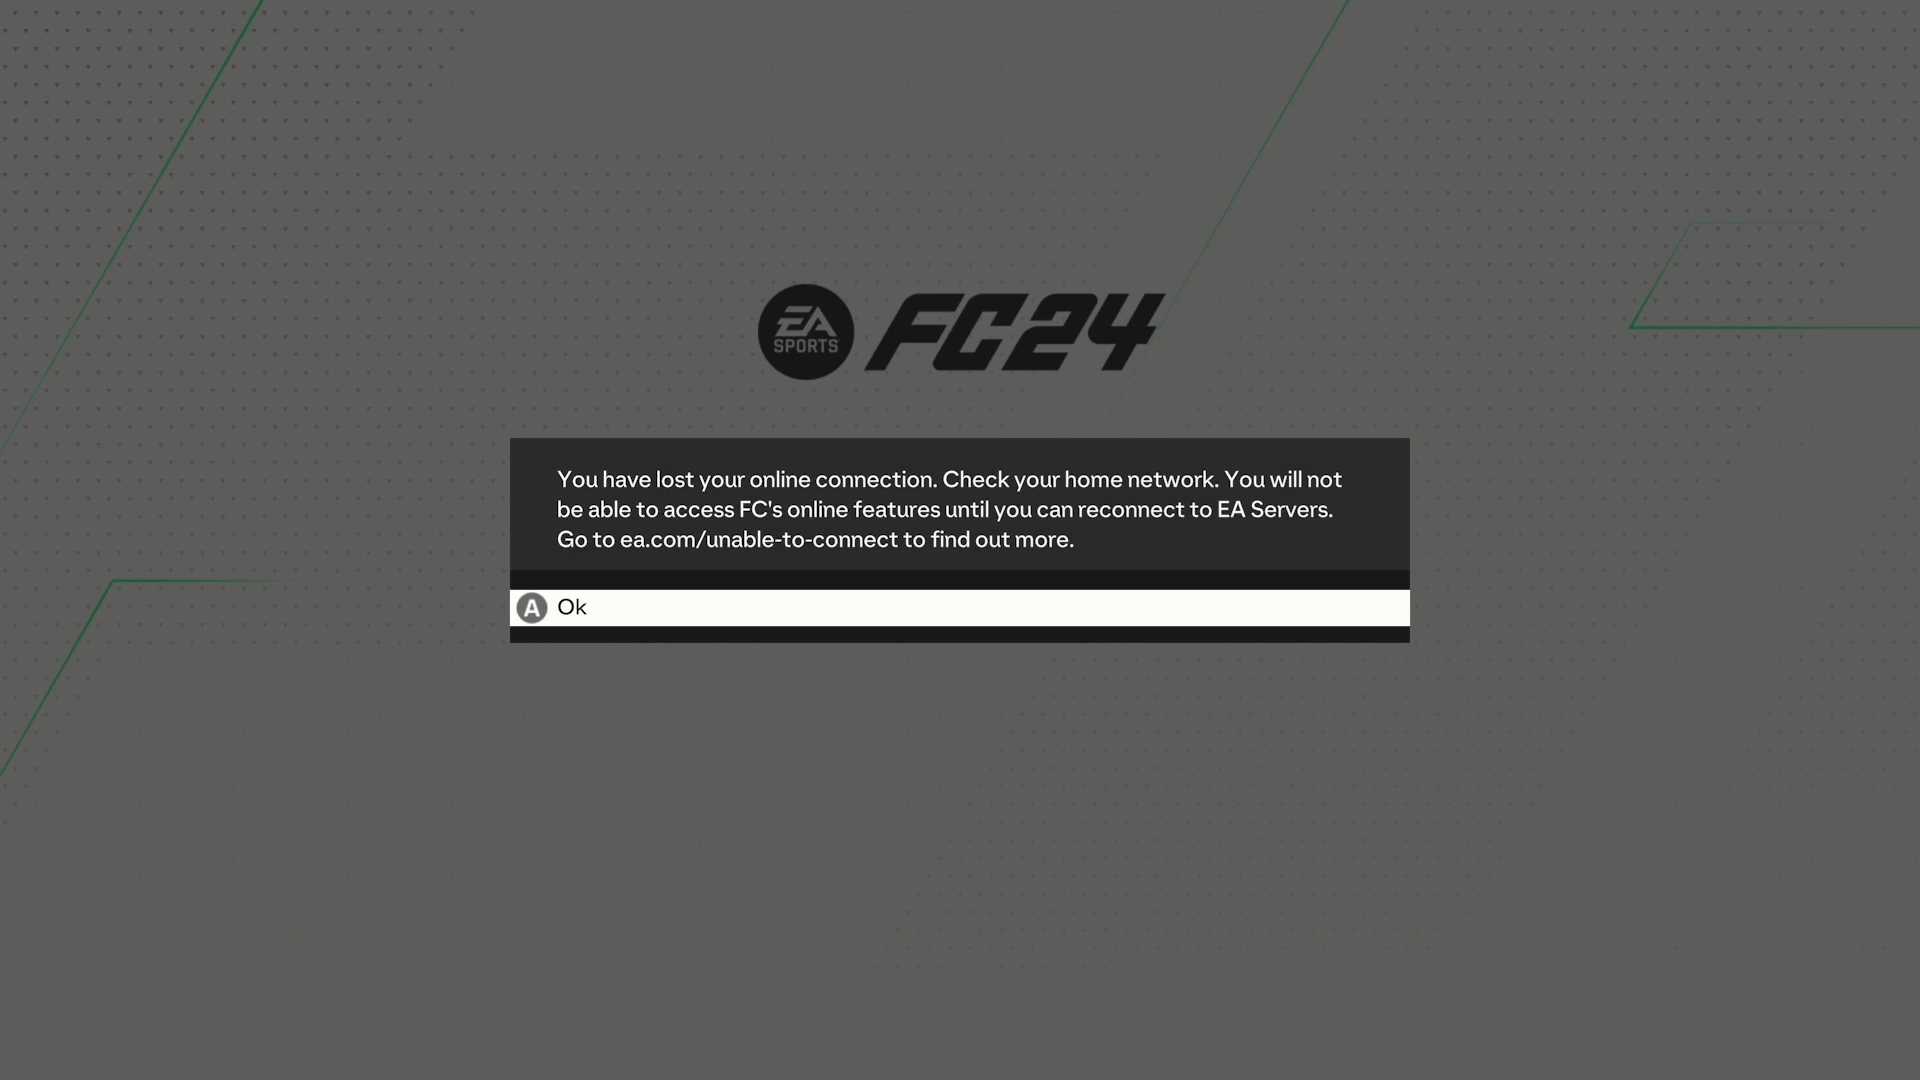 EA
SPORTS
FC24
You have lost your online connection. Check your home network. You will not
be able to access FC's online features until you can reconnect to EA Servers.
Go to ea.com/unable-to-connect to find out more.
A Ok